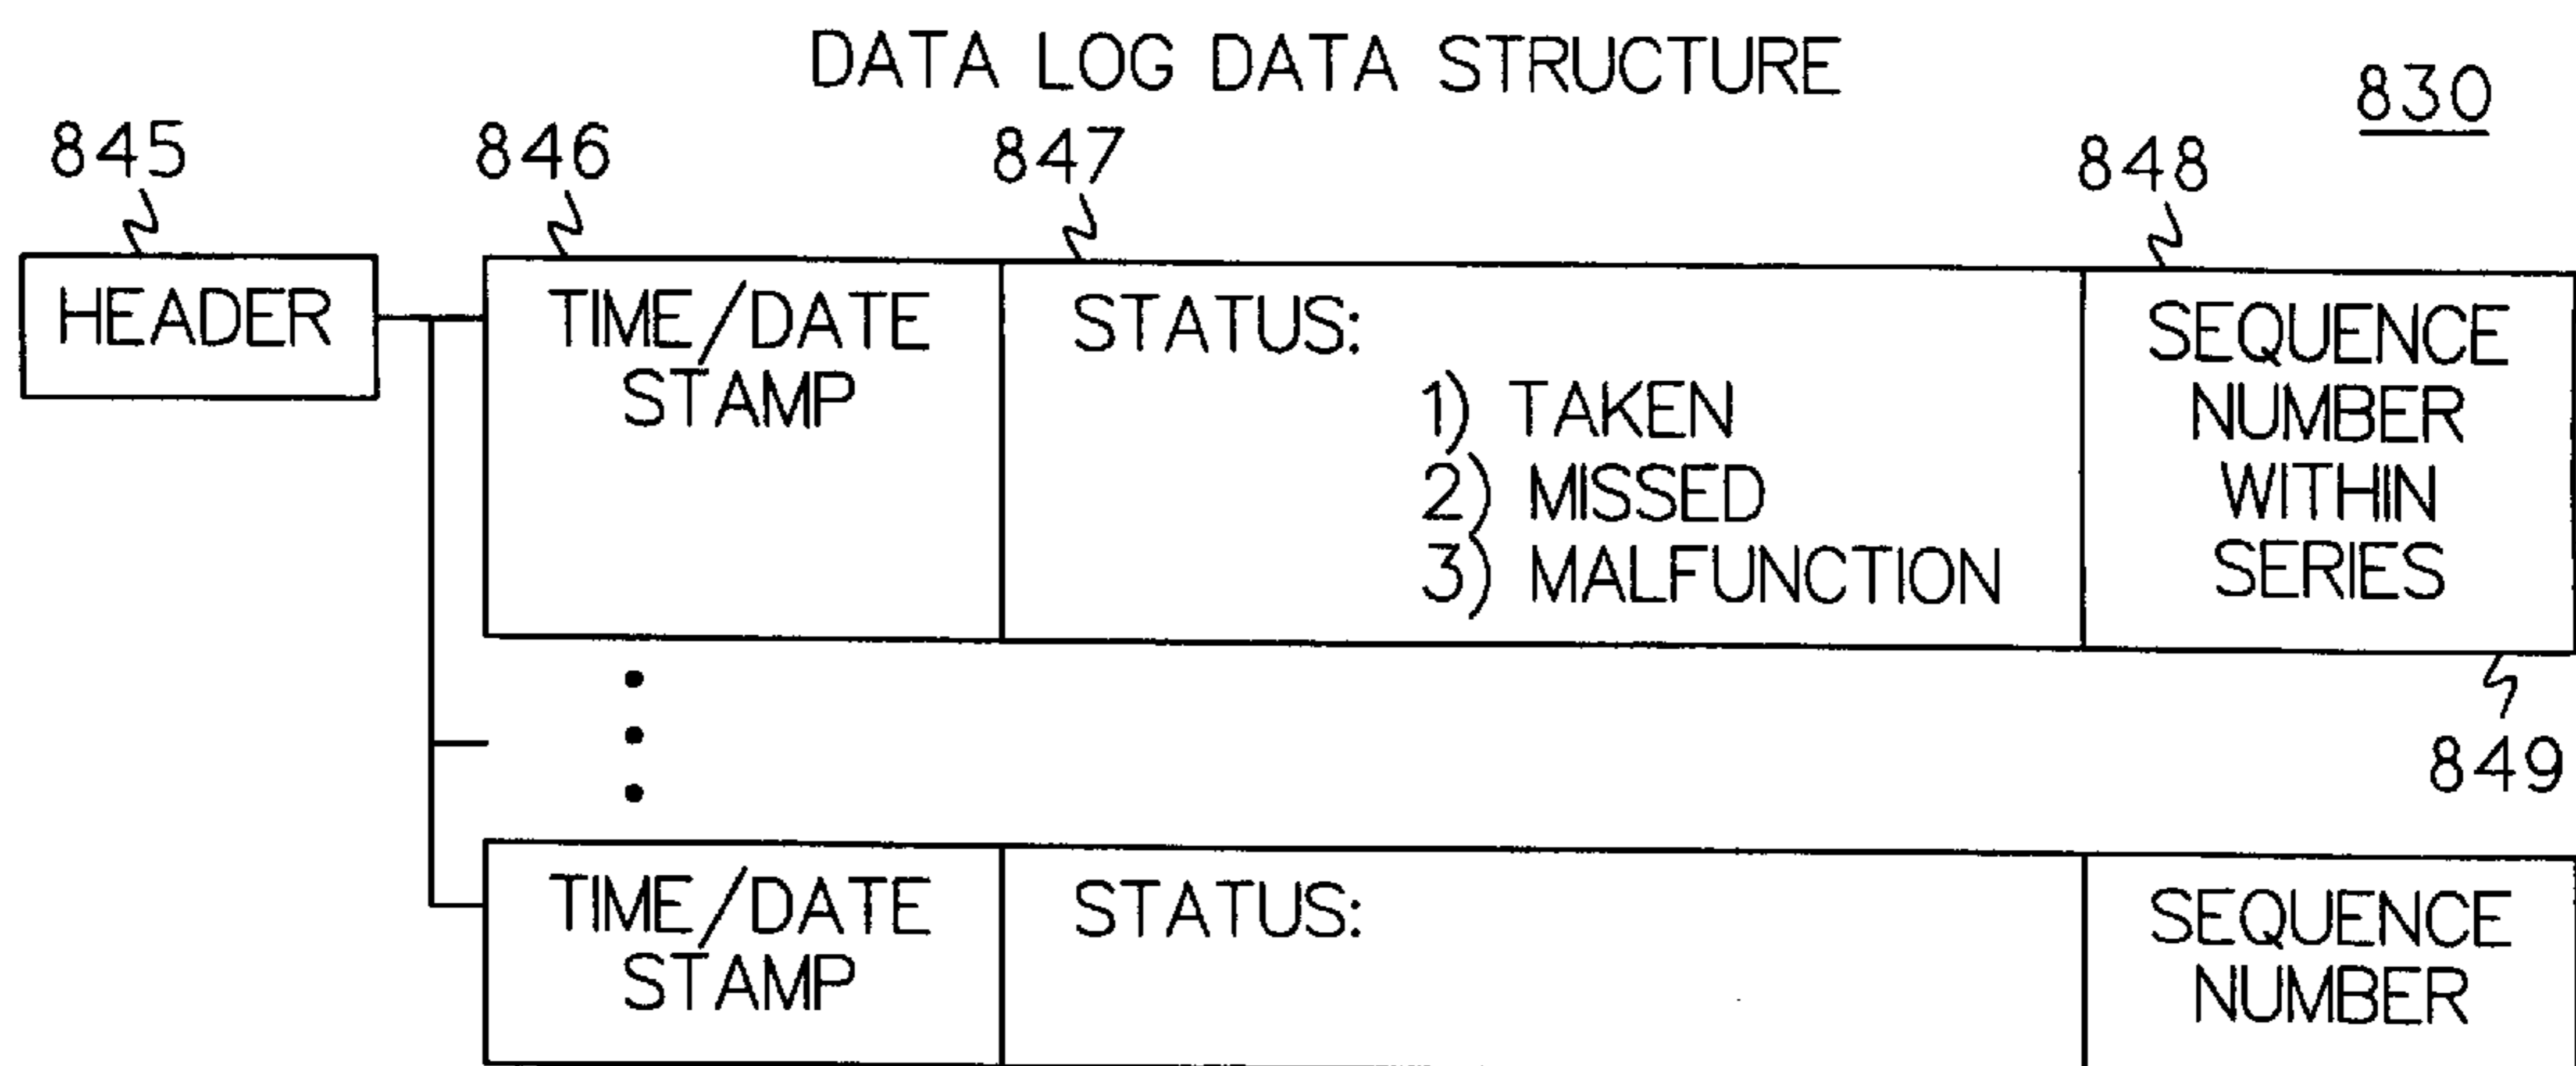 DATA LOG DATA STRUCTURE
830
845
846
847
848
HEADER
TIME/DATE
STAMP
STATUS:
1) TAKEN
2) MISSED
3) MALFUNCTION
SEQUENCE
NUMBER
WITHIN
SERIES
849
TIME/DATE
STAMP
STATUS:
SEQUENCE
NUMBER